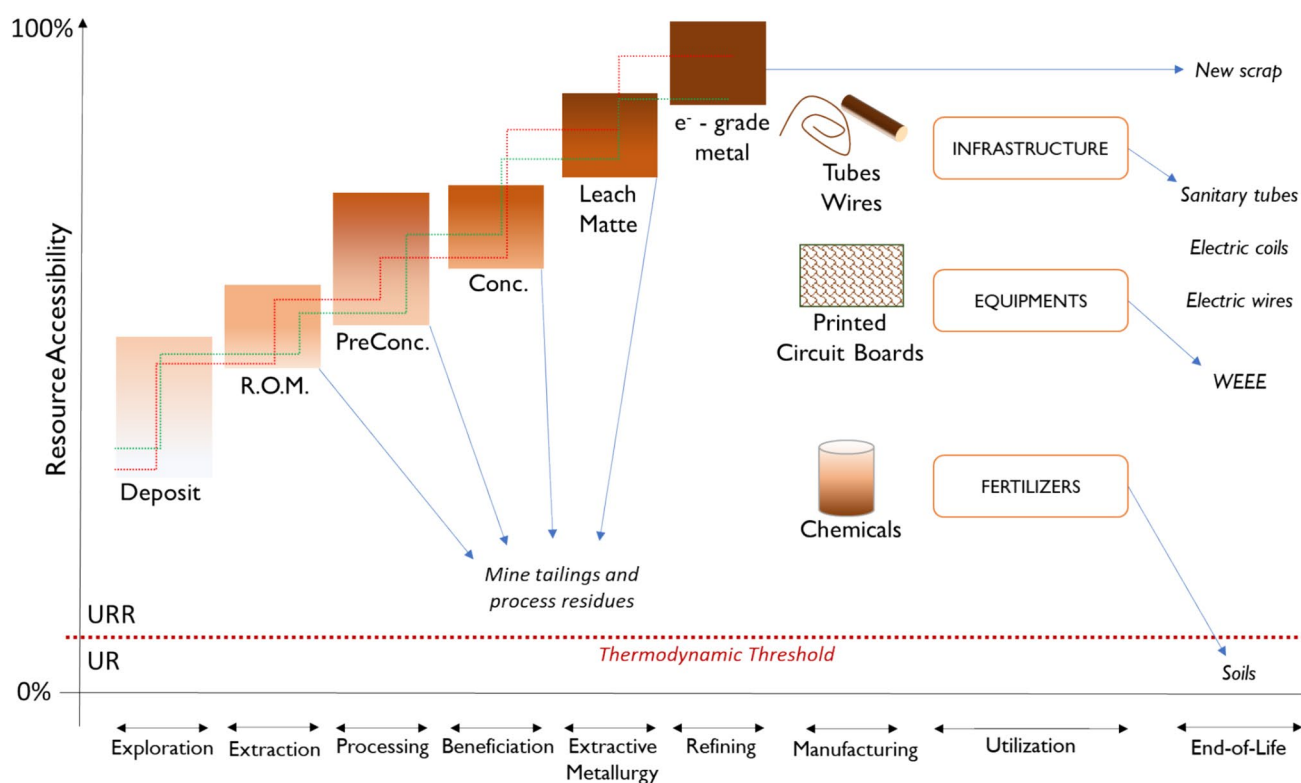 100%
Resource Accessibility
Deposit
R.O.M.
PreConc.
Conc.
Leach
Matte
e⁻ - grade
metal
Tubes
Wires
Printed
Circuit Boards
Chemicals
INFRASTRUCTURE
EQUIPMENTS
FERTILIZERS
New scrap
Sanitary tubes
Electric coils
Electric wires
WEEE
Soils
Mine tailings and
process residues
URR
Thermodynamic Threshold
UR
0%
Exploration
Extraction
Processing
Beneficiation
Extractive
Metallurgy
Refining
Manufacturing
Utilization
End-of-Life